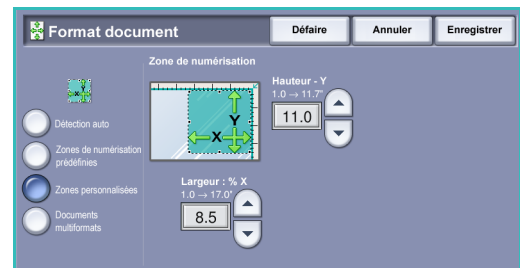 Format document
Défaire
Annuler
Enregistrer
Zone de numérisation
Hauteur - Y
1.0 → 11.7"
11.0
Y
X
Détection auto
Zones de numérisation
prédéfinies
Zones personnalisées
Documents
multiformats
Largeur : % X
1.0 → 17.0"
8.5